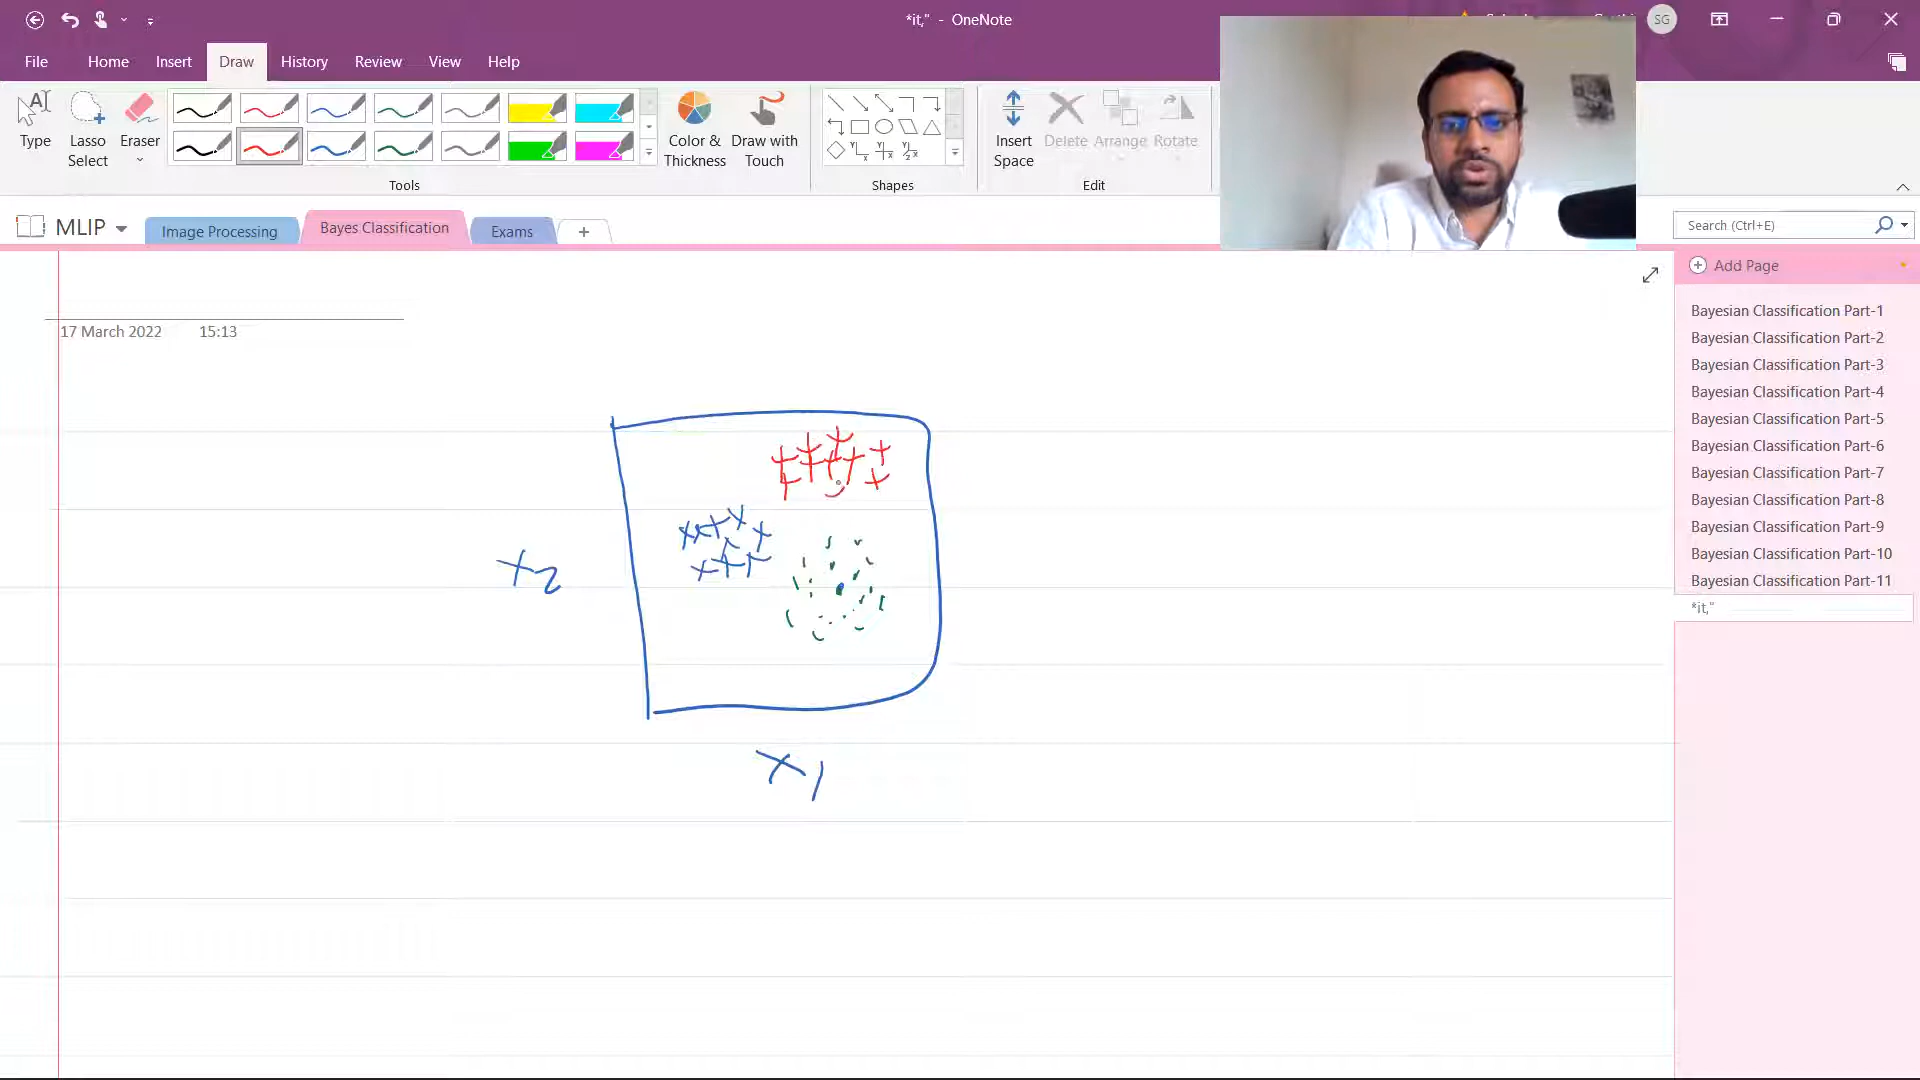 *it," - OneNote
SG
File Home Insert Draw History Review View Help
Type
Lasso Select
Eraser
Color & Thickness
Draw with Touch
Insert Space
Delete
Arrange
Rotate
Tools
Shapes
Edit
MLIP
Image Processing
Bayes Classification
Exams
Search (Ctrl+E)
Add Page
17 March 2022 15:13
Bayesian Classification Part-1
Bayesian Classification Part-2
Bayesian Classification Part-3
Bayesian Classification Part-4
Bayesian Classification Part-5
Bayesian Classification Part-6
Bayesian Classification Part-7
Bayesian Classification Part-8
Bayesian Classification Part-9
Bayesian Classification Part-10
Bayesian Classification Part-11
*it,"
x2
x1